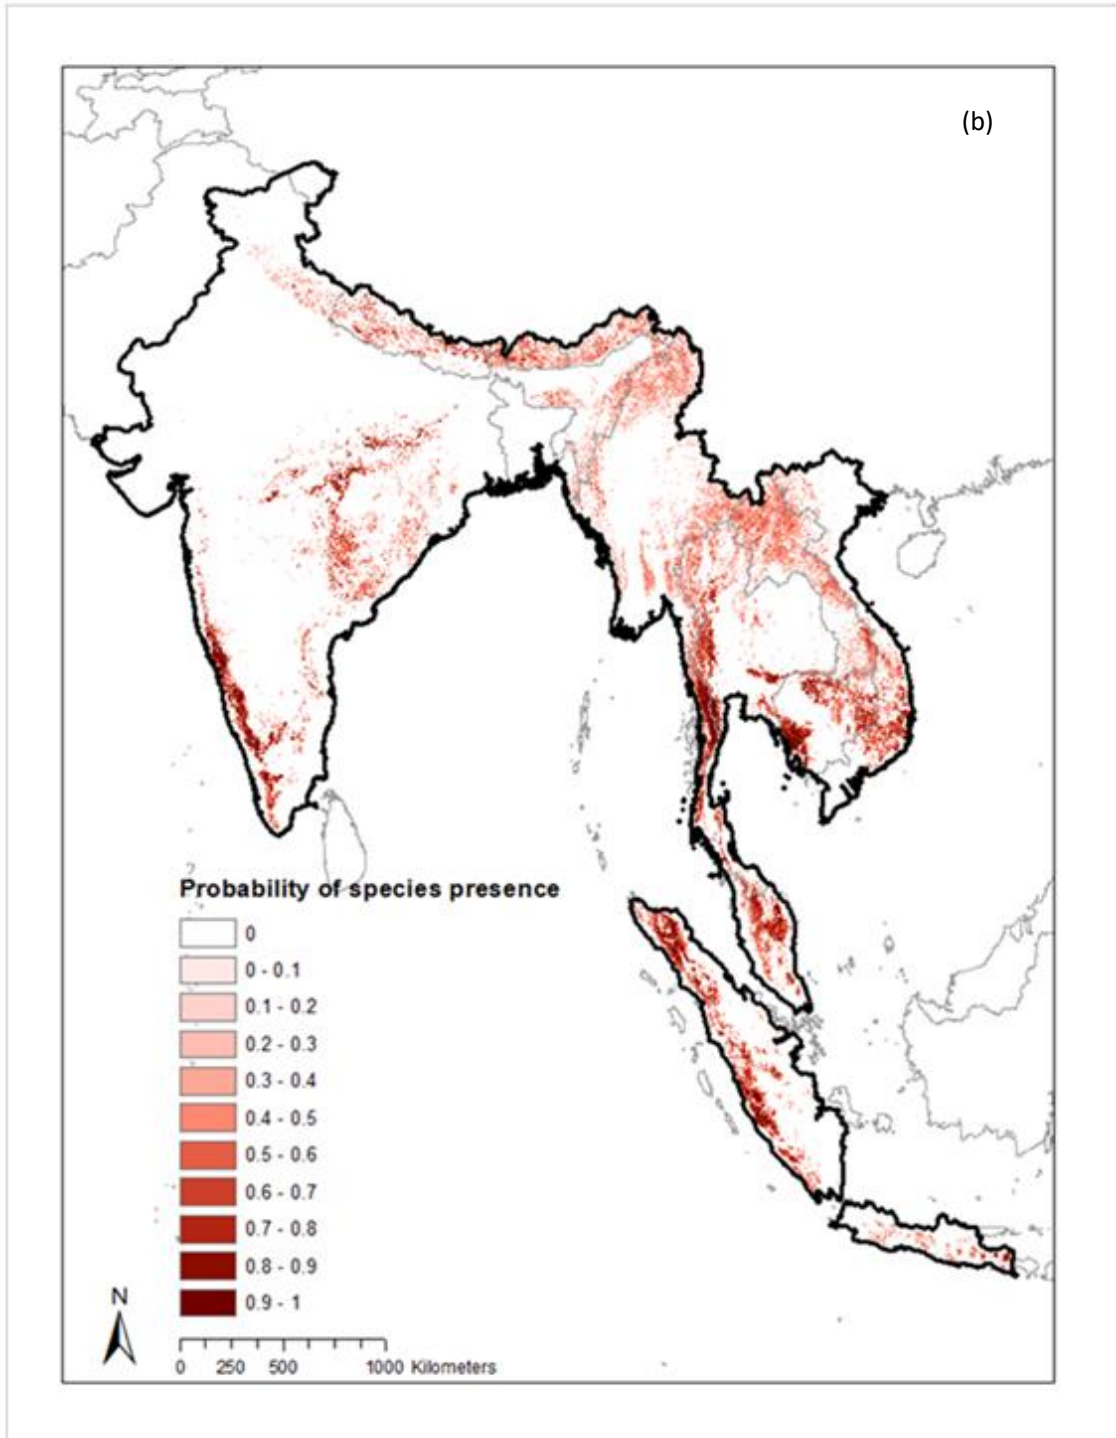 (b)
Probability of species presence
0
0 - 0.1
0.1 - 0.2
0.2 - 0.3
0.3 - 0.4
0.4 - 0.5
0.5 - 0.6
0.6 - 0.7
0.7 - 0.8
0.8 - 0.9
0.9 - 1
N
0 250 500 1000 Kilometers